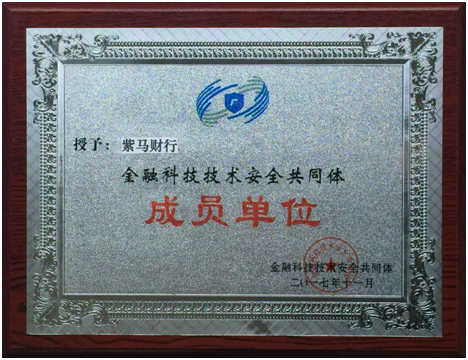 授予：紫马财行
金融科技技术安全共同体
成员单位
金融科技技术安全共同体
二〇一七年十一月